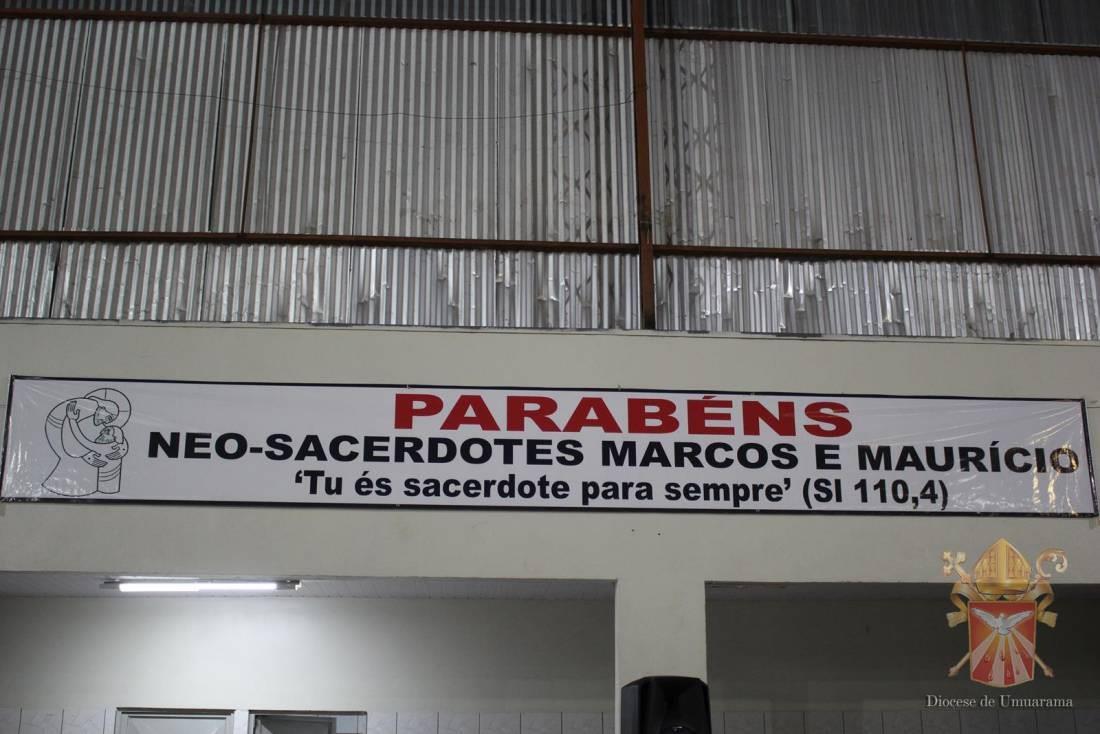 PARABÉNS
NEO-SACERDOTES MARCOS E MAURÍCIO
‘Tu és sacerdote para sempre’ (Sl 110,4)
Diocese de Umuarama